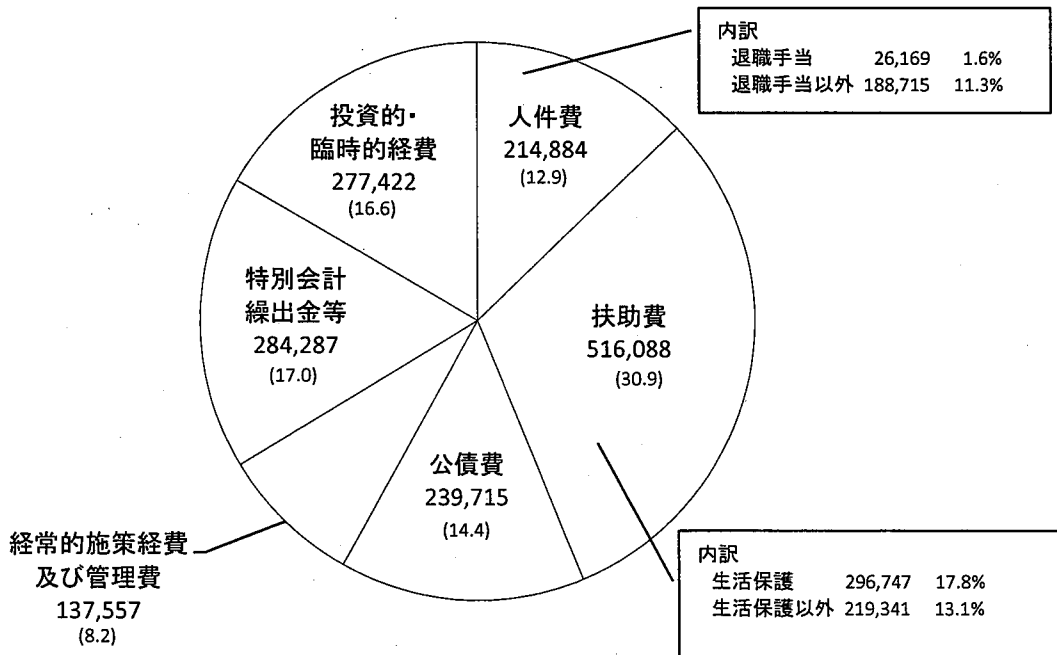 内訳
退職手当 26,169 1.6%
退職手当以外 188,715 11.3%
人件費
214,884
(12.9)
扶助費
516,088
(30.9)
内訳
生活保護 296,747 17.8%
生活保護以外 219,341 13.1%
公債費
239,715
(14.4)
経常的施策経費
及び管理費
137,557
(8.2)
特別会計
繰出金等
284,287
(17.0)
投資的・
臨時的経費
277,422
(16.6)